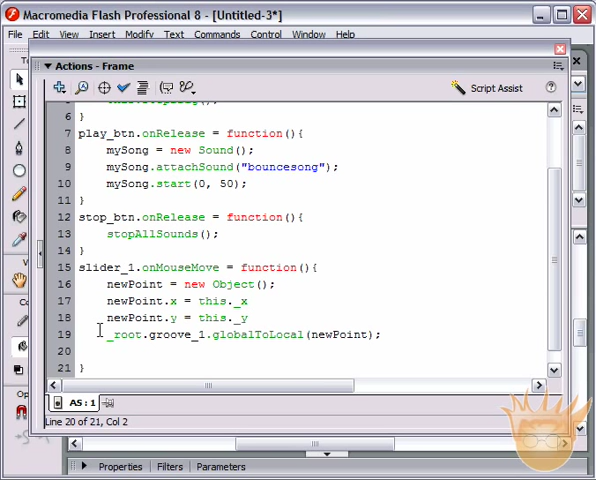 Macromedia Flash Professional 8 - [Untitled-3*]
File Edit View Insert Modify Text Commands Control Window Help
Actions - Frame
Script Assist
6 }
7 play_btn.onRelease = function(){
8 mySong = new Sound();
9 mySong.attachSound("bouncesong");
10 mySong.start(0, 50);
11 }
12 stop_btn.onRelease = function(){
13 stopAllSounds();
14 }
15 slider_1.onMouseMove = function(){
16 newPoint = new Object();
17 newPoint.x = this._x
18 newPoint.y = this._y
19 _root.groove_1.globalToLocal(newPoint);
20
21 }
AS : 1
Line 20 of 21, Col 2
Properties Filters Parameters